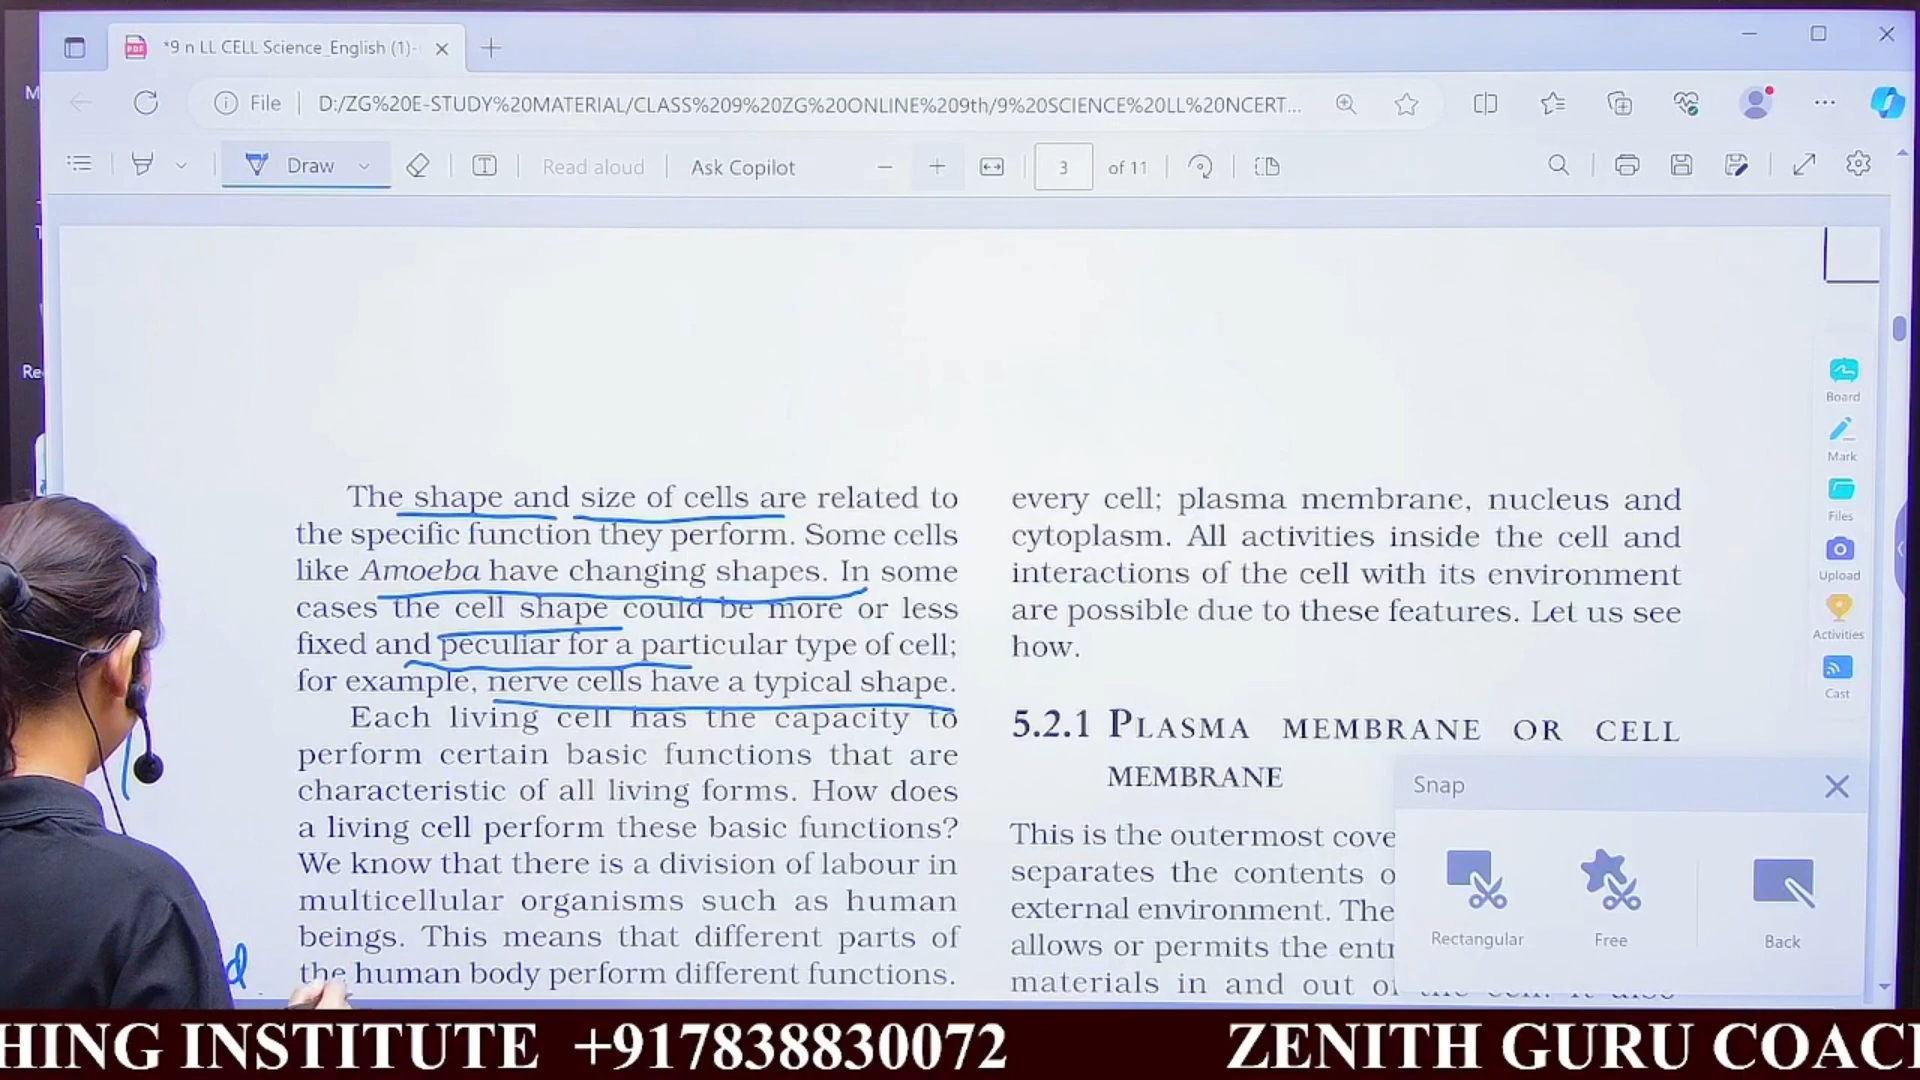 *9 n LL CELL Science_English (1)-
File
D:/ZG%20E-STUDY%20MATERIAL/CLASS%209%20ZG%20ONLINE%209th/9%20SCIENCE%20LL%20NCERT...
Draw
Read aloud
Ask Copilot
3
of 11
The shape and size of cells are related to
the specific function they perform. Some cells
like Amoeba have changing shapes. In some
cases the cell shape could be more or less
fixed and peculiar for a particular type of cell;
for example, nerve cells have a typical shape.
Each living cell has the capacity to
perform certain basic functions that are
characteristic of all living forms. How does
a living cell perform these basic functions?
We know that there is a division of labour in
multicellular organisms such as human
beings. This means that different parts of
the human body perform different functions.
every cell; plasma membrane, nucleus and
cytoplasm. All activities inside the cell and
interactions of the cell with its environment
are possible due to these features. Let us see
how.
5.2.1 PLASMA MEMBRANE OR CELL
MEMBRANE
This is the outermost cove
separates the contents o
external environment. The
allows or permits the entr
materials in and out of
Board
Mark
Files
Upload
Activities
Cast
Snap
Rectangular
Free
Back
d
HING INSTITUTE +917838830072
ZENITH GURU COAC